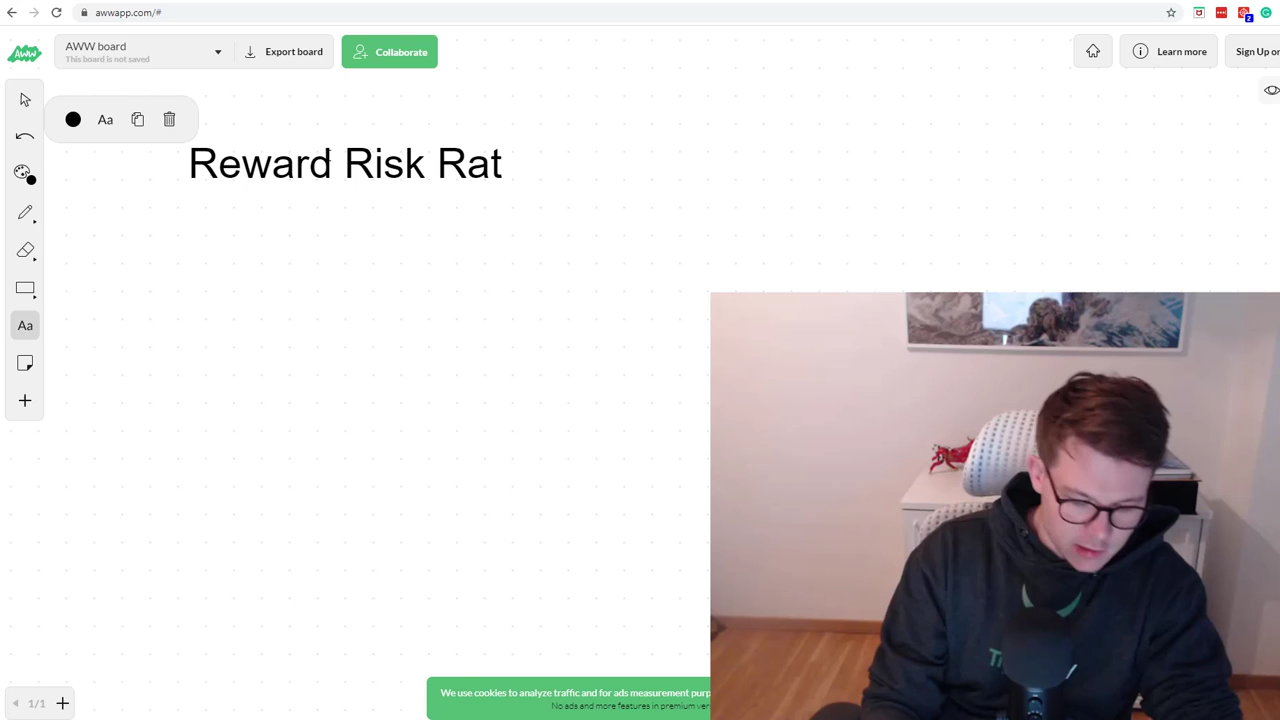 awwapp.com/#
AWW
AWW board
This board is not saved
Export board
Collaborate
Learn more
Sign Up or
Aa
2
Reward Risk Rat
Aa
1/1
We use cookies to analyze traffic and for ads measurement purp
No ads and more features in premium ver